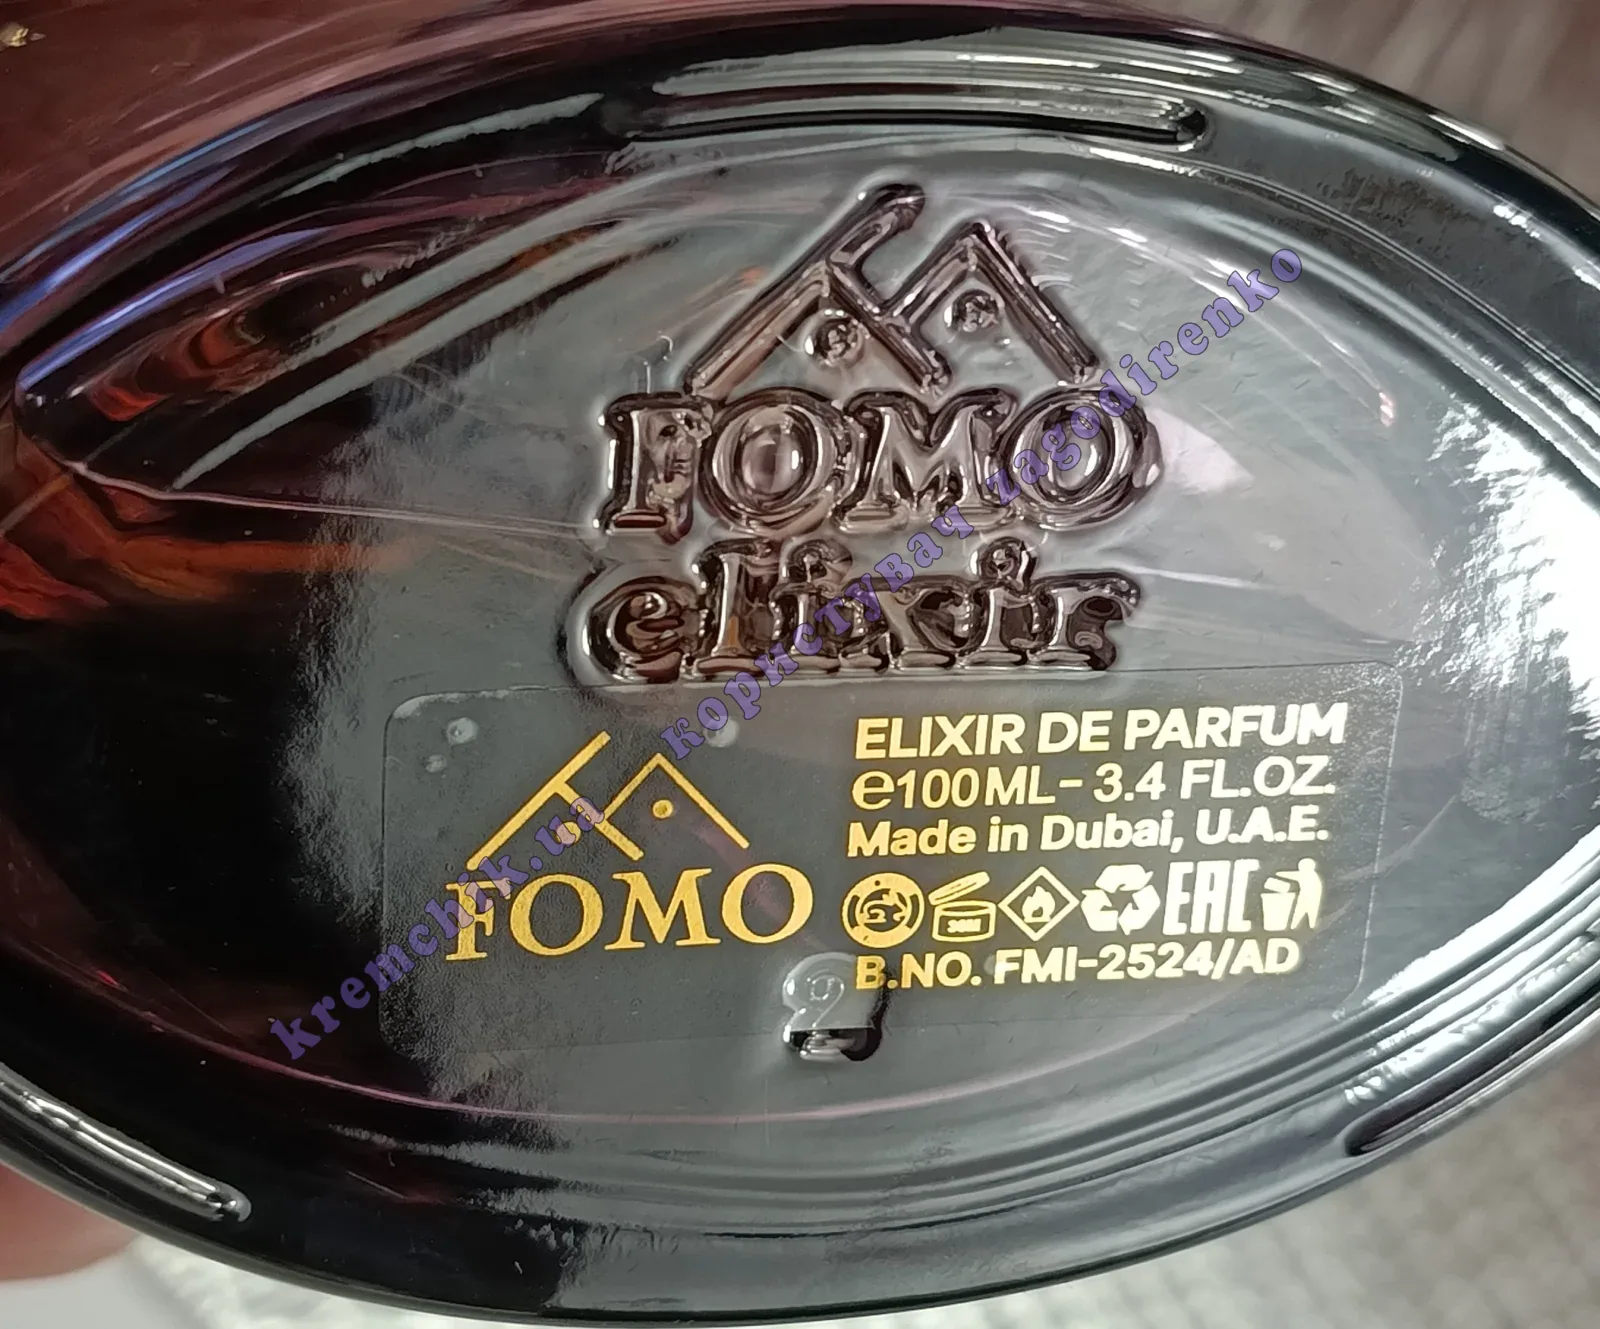 FOMO
elixir
FOMO
ELIXIR DE PARFUM
℮100ML - 3.4 FL.OZ.
Made in Dubai, U.A.E.
36M
EAC
B.NO. FMI-2524/AD
2
kremchik.ua користувач zagodirenko